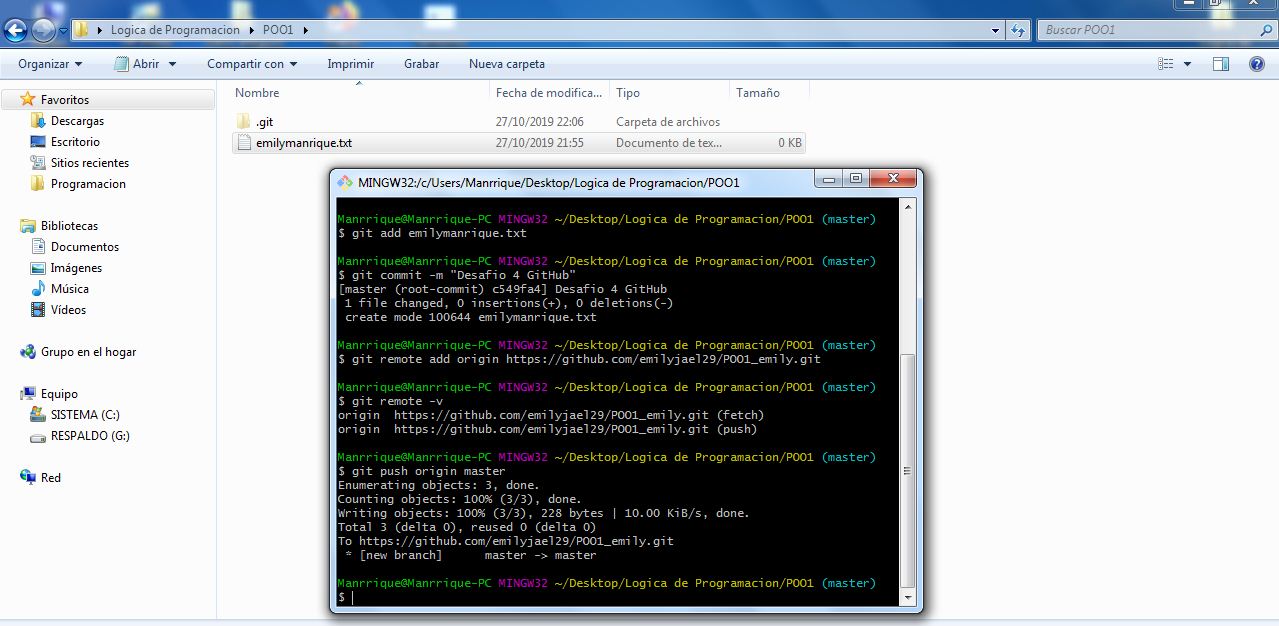 Logica de Programacion POO1
Buscar POO1
Organizar Abrir Compartir con Imprimir Grabar Nueva carpeta
Favoritos
Descargas
Escritorio
Sitios recientes
Programacion
Bibliotecas
Documentos
Imágenes
Música
Vídeos
Grupo en el hogar
Equipo
SISTEMA (C:)
RESPALDO (G:)
Red
Nombre Fecha de modifica... Tipo Tamaño
.git 27/10/2019 22:06 Carpeta de archivos
emilymanrique.txt 27/10/2019 21:55 Documento de tex... 0 KB
MINGW32:/c/Users/Manrrique/Desktop/Logica de Programacion/POO1
Manrrique@Manrrique-PC MINGW32 ~/Desktop/Logica de Programacion/POO1 (master)
$ git add emilymanrique.txt
Manrrique@Manrrique-PC MINGW32 ~/Desktop/Logica de Programacion/POO1 (master)
$ git commit -m "Desafio 4 GitHub"
[master (root-commit) c549fa4] Desafio 4 GitHub
1 file changed, 0 insertions(+), 0 deletions(-)
create mode 100644 emilymanrique.txt
Manrrique@Manrrique-PC MINGW32 ~/Desktop/Logica de Programacion/POO1 (master)
$ git remote add origin https://github.com/emilyjael29/POO1_emily.git
Manrrique@Manrrique-PC MINGW32 ~/Desktop/Logica de Programacion/POO1 (master)
$ git remote -v
origin https://github.com/emilyjael29/POO1_emily.git (fetch)
origin https://github.com/emilyjael29/POO1_emily.git (push)
Manrrique@Manrrique-PC MINGW32 ~/Desktop/Logica de Programacion/POO1 (master)
$ git push origin master
Enumerating objects: 3, done.
Counting objects: 100% (3/3), done.
Writing objects: 100% (3/3), 228 bytes | 10.00 KiB/s, done.
Total 3 (delta 0), reused 0 (delta 0)
To https://github.com/emilyjael29/POO1_emily.git
* [new branch] master -> master
Manrrique@Manrrique-PC MINGW32 ~/Desktop/Logica de Programacion/POO1 (master)
$